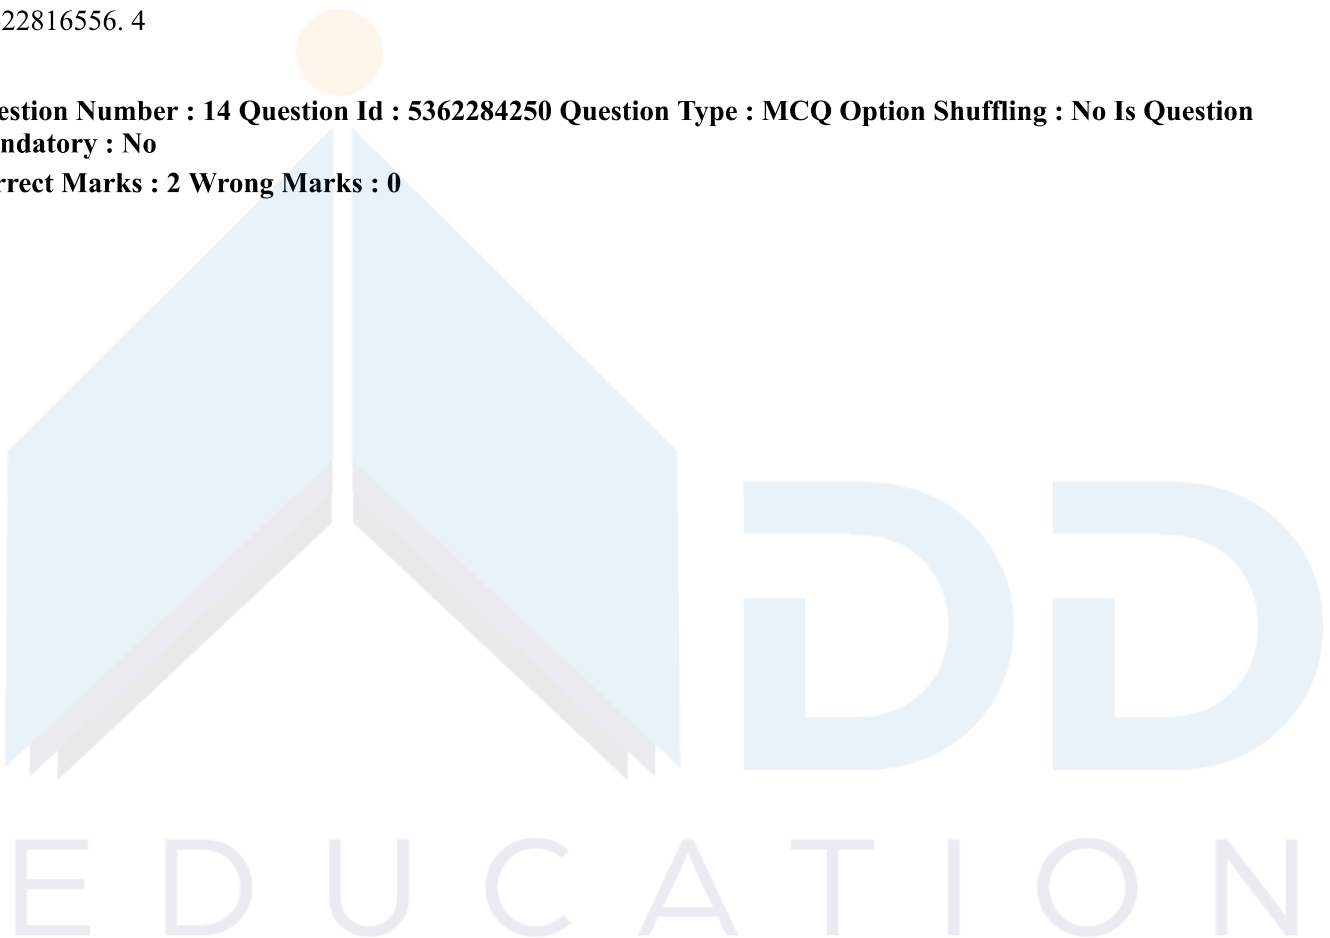 22816556. 4
estion Number : 14 Question Id : 5362284250 Question Type : MCQ Option Shuffling : No Is Question
ndatory : No
rrect Marks : 2 Wrong Marks : 0
DD
EDUCATION